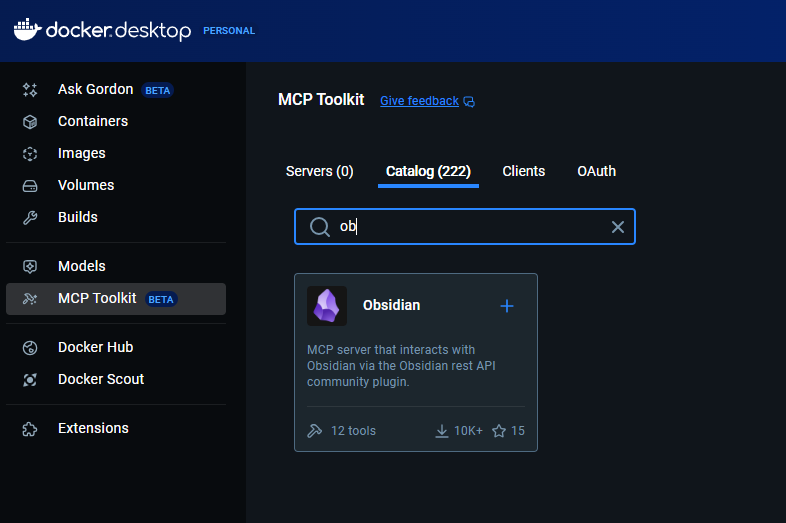 docker.desktop PERSONAL
Ask Gordon BETA
Containers
Images
Volumes
Builds
Models
MCP Toolkit BETA
Docker Hub
Docker Scout
Extensions
MCP Toolkit Give feedback
Servers (0) Catalog (222) Clients OAuth
ob
Obsidian
MCP server that interacts with
Obsidian via the Obsidian rest API
community plugin.
12 tools 10K+ 15